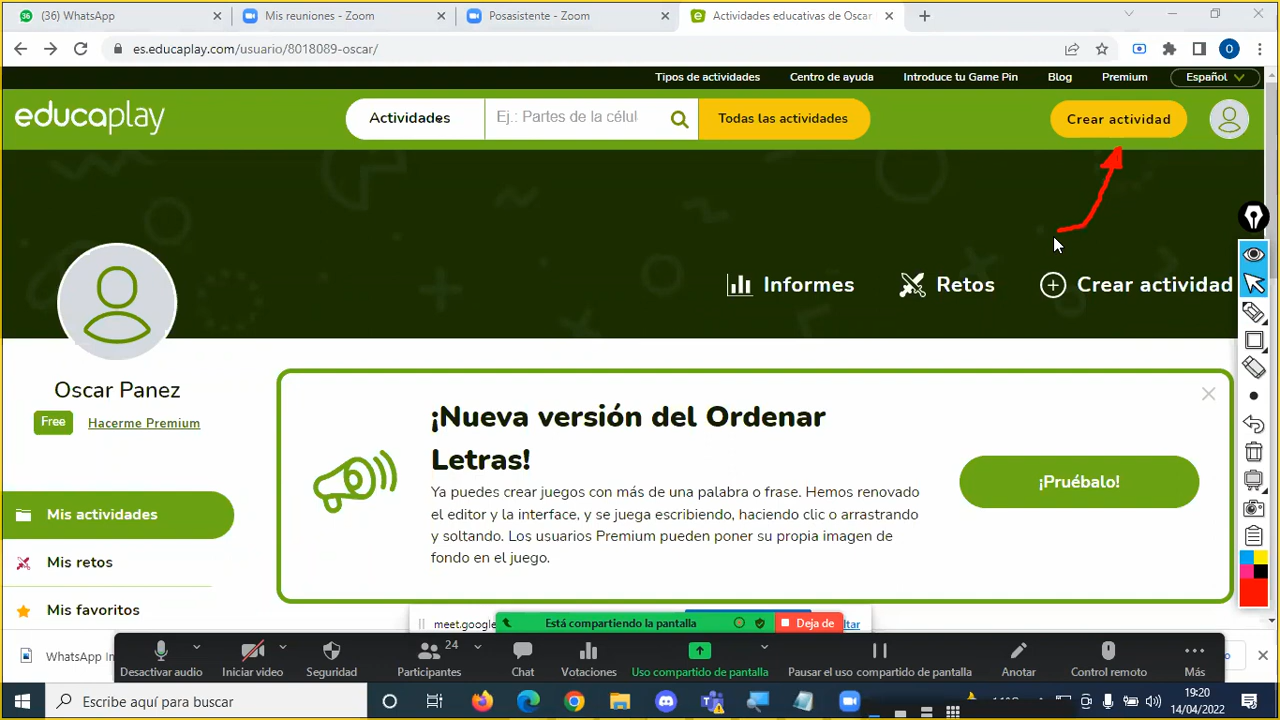 (36) WhatsApp
Mis reuniones - Zoom
Posasistente - Zoom
Actividades educativas de Oscar
es.educaplay.com/usuario/8018089-oscar/
O
Tipos de actividades
Centro de ayuda
Introduce tu Game Pin
Blog
Premium
Español
educaplay
Actividades
Ej.: Partes de la célul
Todas las actividades
Crear actividad
Informes
Retos
Crear actividad
Oscar Panez
Free
Hacerme Premium
¡Nueva versión del Ordenar
Letras!
Ya puedes crear juegos con más de una palabra o frase. Hemos renovado
el editor y la interfaz, y se juega escribiendo, haciendo clic o arrastrando
y soltando. Los usuarios Premium pueden poner su propia imagen de
fondo en el juego.
¡Pruébalo!
Mis actividades
Mis retos
Mis favoritos
meet.google
Está compartiendo la pantalla
Deja de
ltar
WhatsApp In
Desactivar audio
Iniciar video
Seguridad
24
Participantes
Chat
Votaciones
Uso compartido de pantalla
Pausar el uso compartido de pantalla
Anotar
Control remoto
Más
Escribe aquí para buscar
19:20
14/04/2022